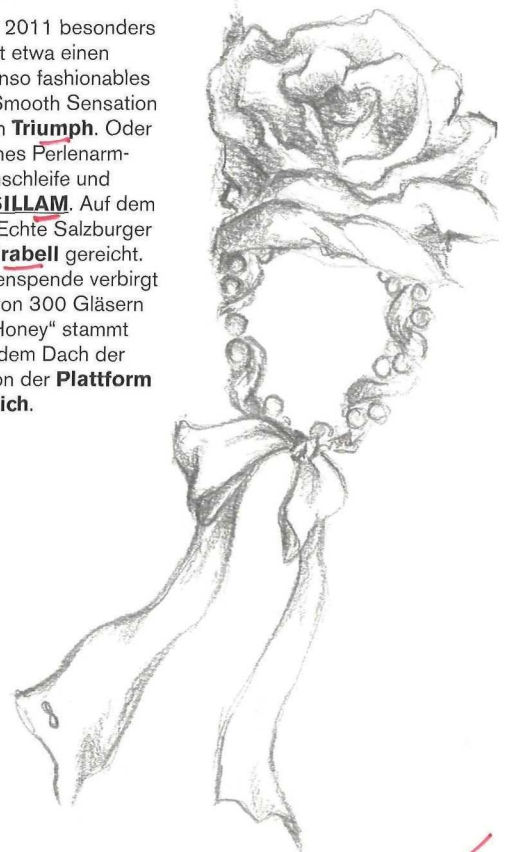 2011 besonders
t etwa einen
nso fashionables
Smooth Sensation
n Triumph. Oder
nes Perlenarm-
schleife und
SILLAM. Auf dem
Echte Salzburger
rabell gereicht.
enspende verbirgt
on 300 Gläsern
Honey“ stammt
dem Dach der
on der Plattform
ich.